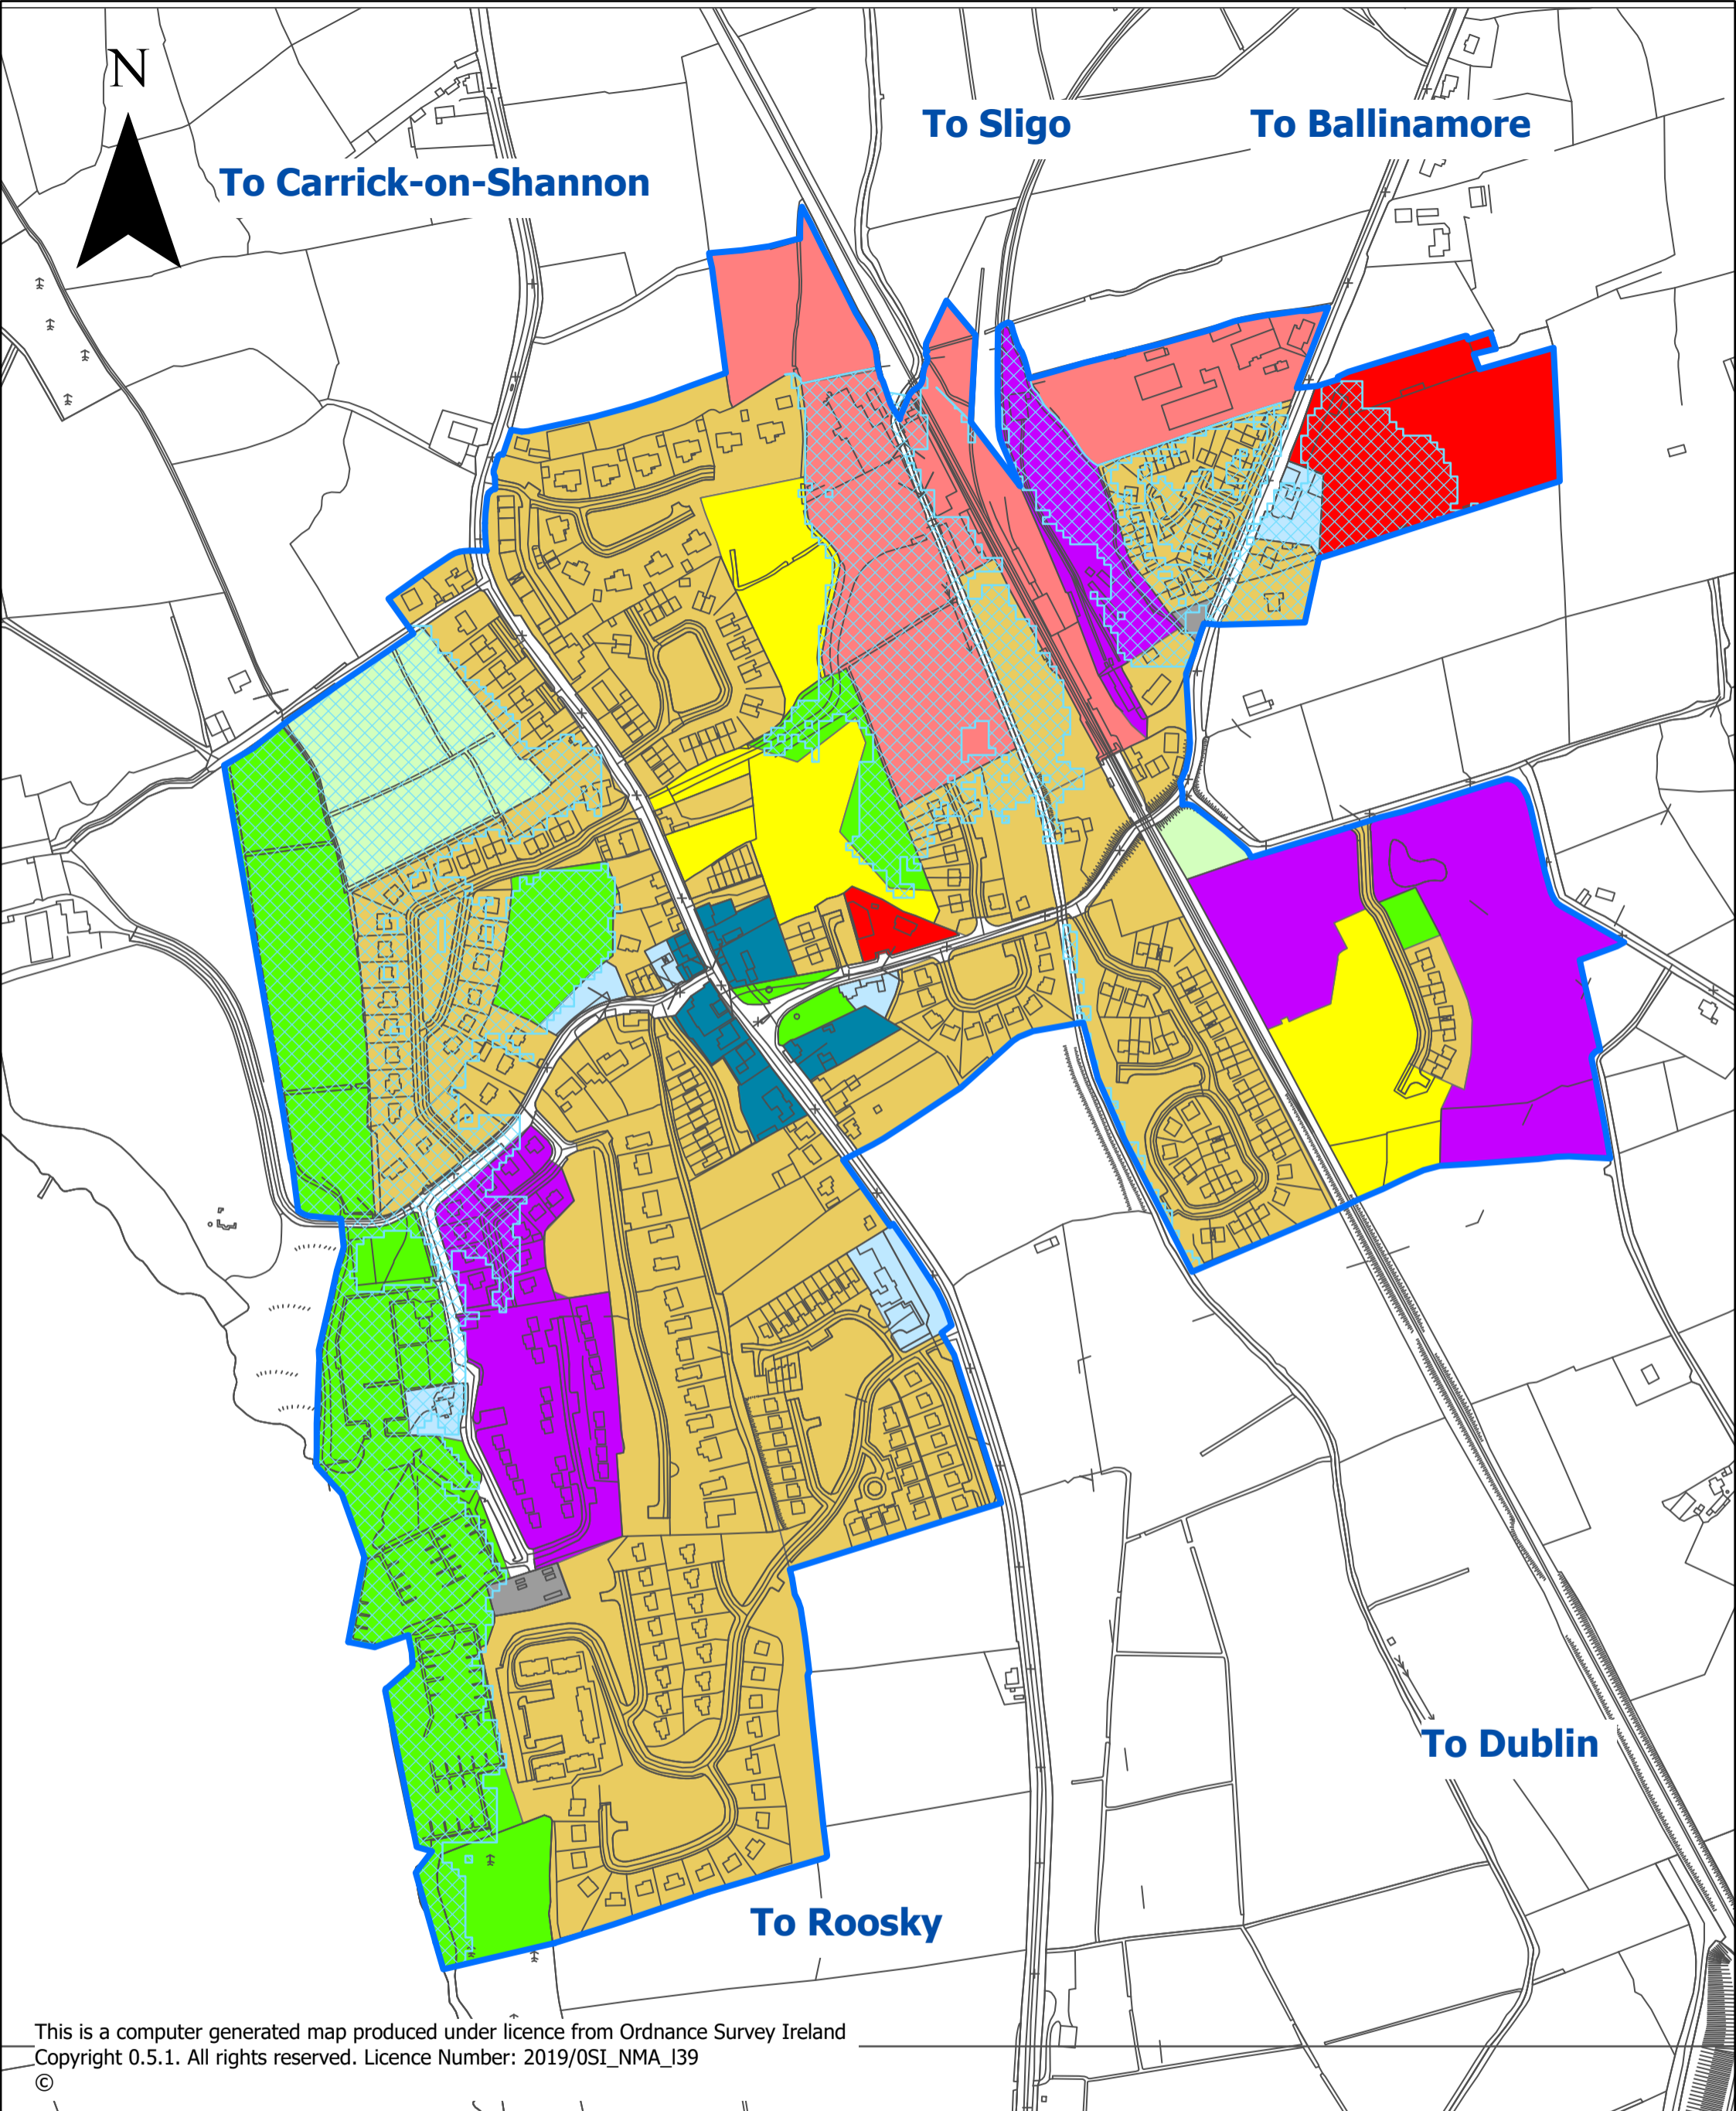 N
To Sligo
To Ballinamore
To Carrick-on-Shannon
To Dublin
To Roosky
This is a computer generated map produced under licence from Ordnance Survey Ireland
Copyright 0.5.1. All rights reserved. Licence Number: 2019/0SI_NMA_l39
©